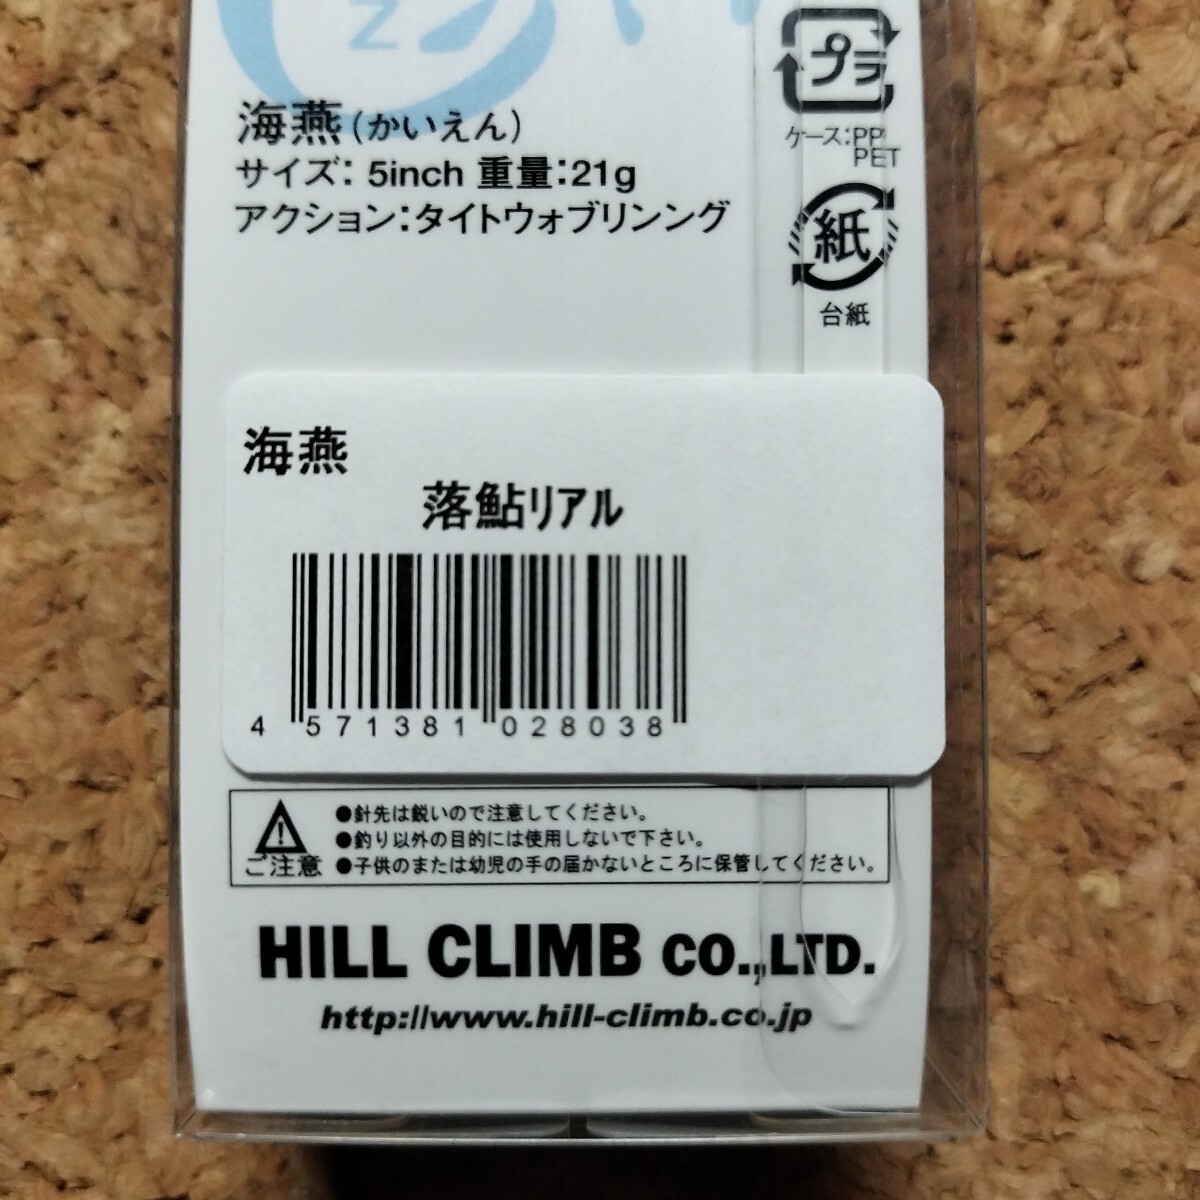 Z
海燕(かいえん)
サイズ: 5inch 重量:21g
アクション:タイトウォブリンング
プラ
ケース:PP
PET
紙
台紙
海燕
落鮎リアル
4 571381 028038
ご注意
●針先は鋭いので注意してください。
●釣り以外の目的には使用しないで下さい。
●子供のまたは幼児の手の届かないところに保管してください。
HILL CLIMB CO.,LTD.
http://www.hill-climb.co.jp